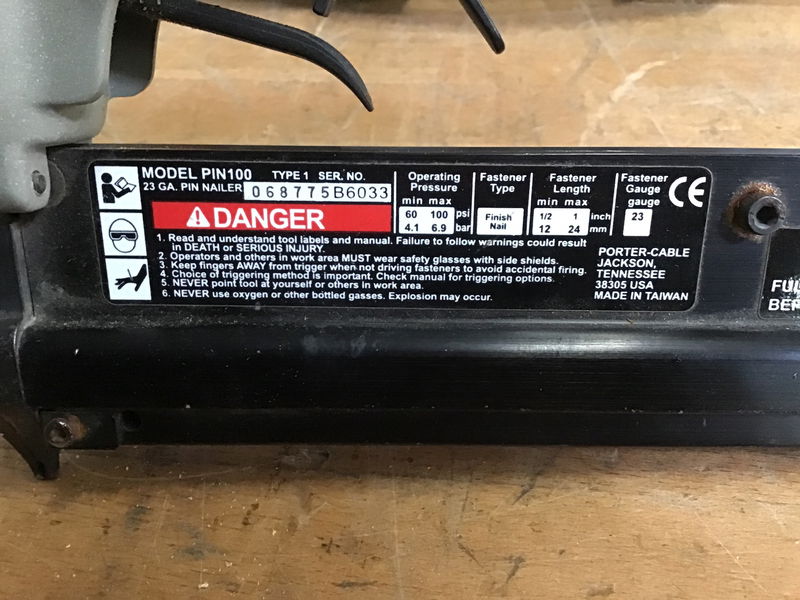 MODEL PIN100 TYPE 1 SER. NO.
23 GA. PIN NAILER 068775B6033
DANGER
1. Read and understand tool labels and manual. Failure to follow warnings could result
in DEATH or SERIOUS INJURY.
2. Operators and others in work area MUST wear safety glasses with side shields.
3. Keep fingers AWAY from trigger when not driving fasteners to avoid accidental firing.
4. Choice of triggering method is important. Check manual for triggering options.
5. NEVER point tool at yourself or others in work area.
6. NEVER use oxygen or other bottled gasses. Explosion may occur.
Operating
Pressure
min max
60 100 psi
4.1 6.9 bar
Fastener
Type
Finish
Nail
Fastener
Length
min max
1/2 1 inch
12 24 mm
Fastener
Gauge
gauge
23
CE
PORTER-CABLE
JACKSON,
TENNESSEE
38305 USA
MADE IN TAIWAN